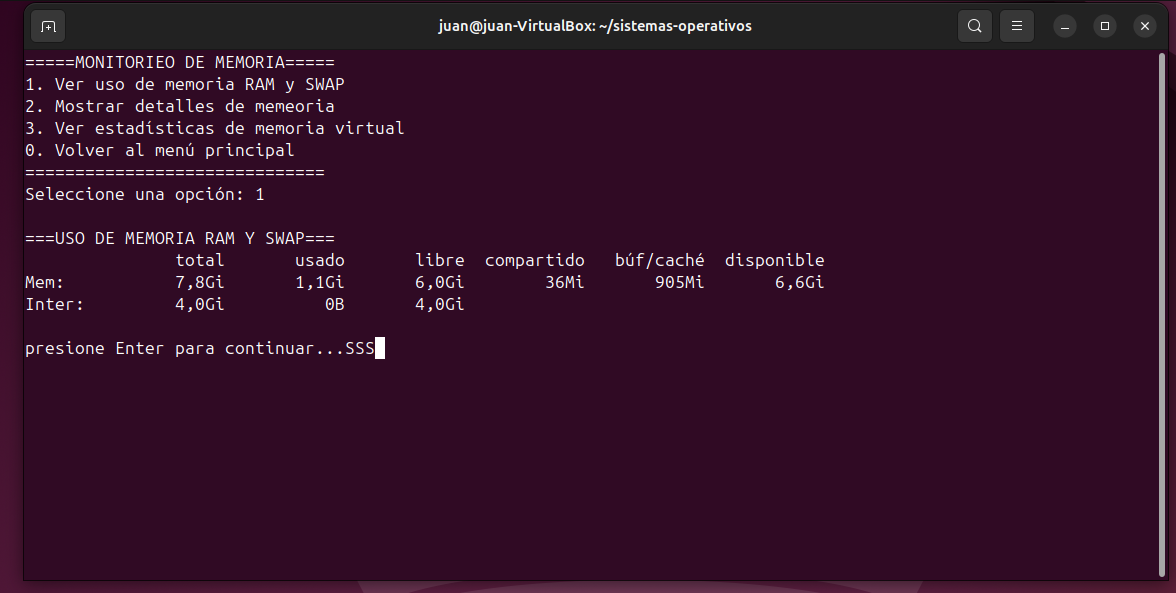 juan@juan-VirtualBox: ~/sistemas-operativos
=====MONITORIEO DE MEMORIA=====
1. Ver uso de memoria RAM y SWAP
2. Mostrar detalles de memeoria
3. Ver estadísticas de memoria virtual
0. Volver al menú principal
==============================
Seleccione una opción: 1
===USO DE MEMORIA RAM Y SWAP===
total usado libre compartido búf/caché disponible
Mem: 7,8Gi 1,1Gi 6,0Gi 36Mi 905Mi 6,6Gi
Inter: 4,0Gi 0B 4,0Gi
presione Enter para continuar...SSS